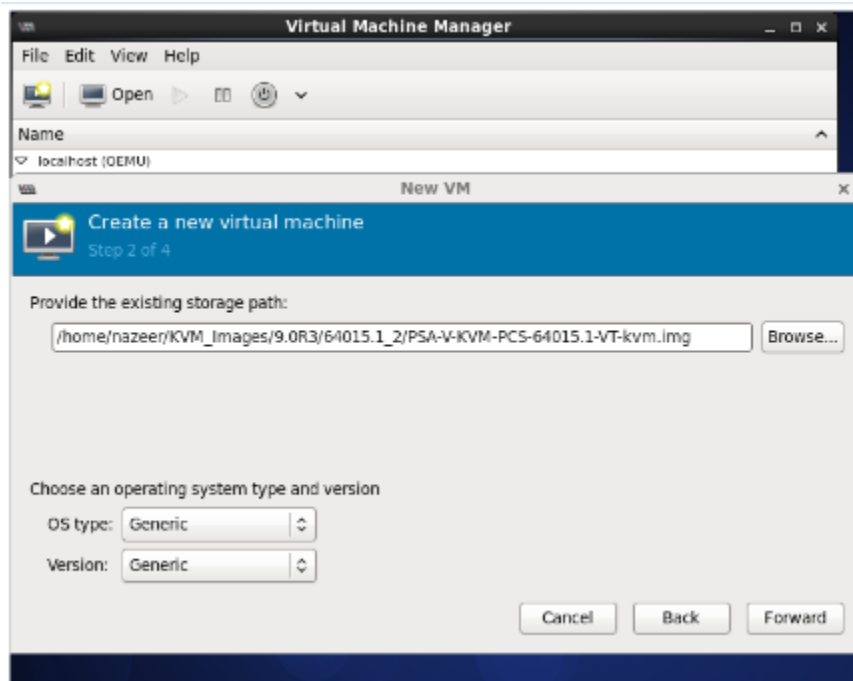 Virtual Machine Manager
File Edit View Help
Open
Name
localhost (QEMU)
New VM
Create a new virtual machine
Step 2 of 4
Provide the existing storage path:
/home/nazeer/KVM_Images/9.0R3/64015.1_2/PSA-V-KVM-PCS-64015.1-VT-kvm.img Browse...
Choose an operating system type and version
OS type: Generic
Version: Generic
Cancel Back Forward